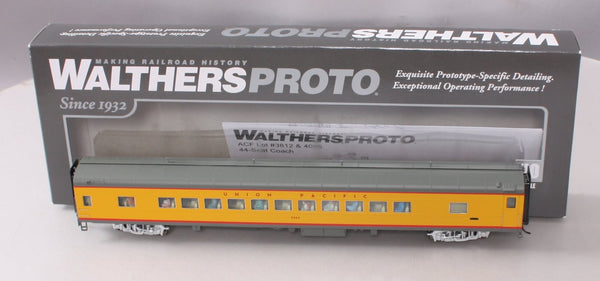 MAKING RAILROAD HISTORY
WALTHERSPROTO
Since 1932
Exquisite Prototype-Specific Detailing.
Exceptional Operating Performance !
WALTHERSPROTO
44-Seat Coach
UNION PACIFIC